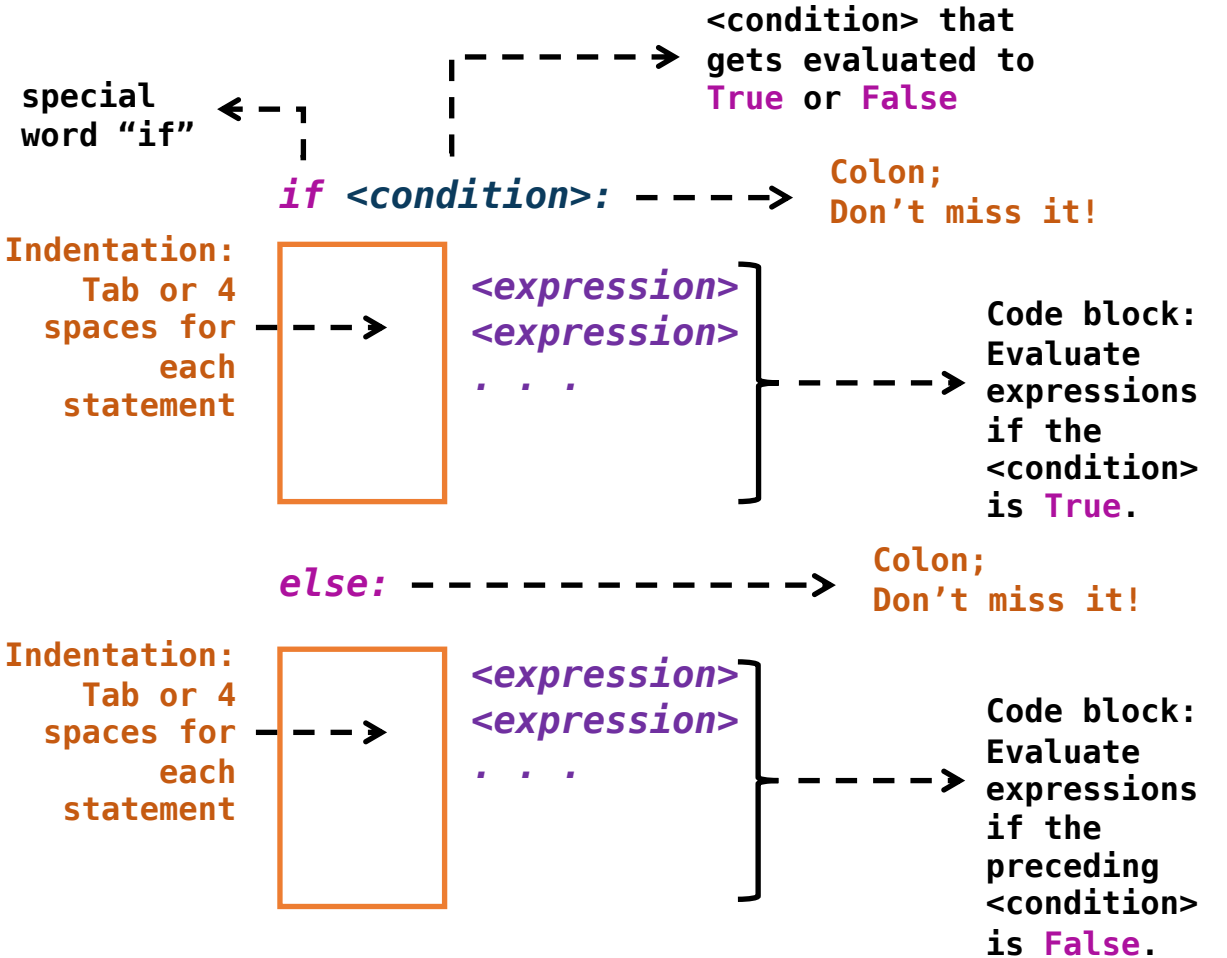 <condition> that
gets evaluated to
True or False
special
word “if”
if <condition>:
Colon;
Don’t miss it!
Indentation:
Tab or 4
spaces for
each
statement
<expression>
<expression>
. . .
Code block:
Evaluate
expressions
if the
<condition>
is True.
else:
Colon;
Don’t miss it!
Indentation:
Tab or 4
spaces for
each
statement
<expression>
<expression>
. . .
Code block:
Evaluate
expressions
if the
preceding
<condition>
is False.